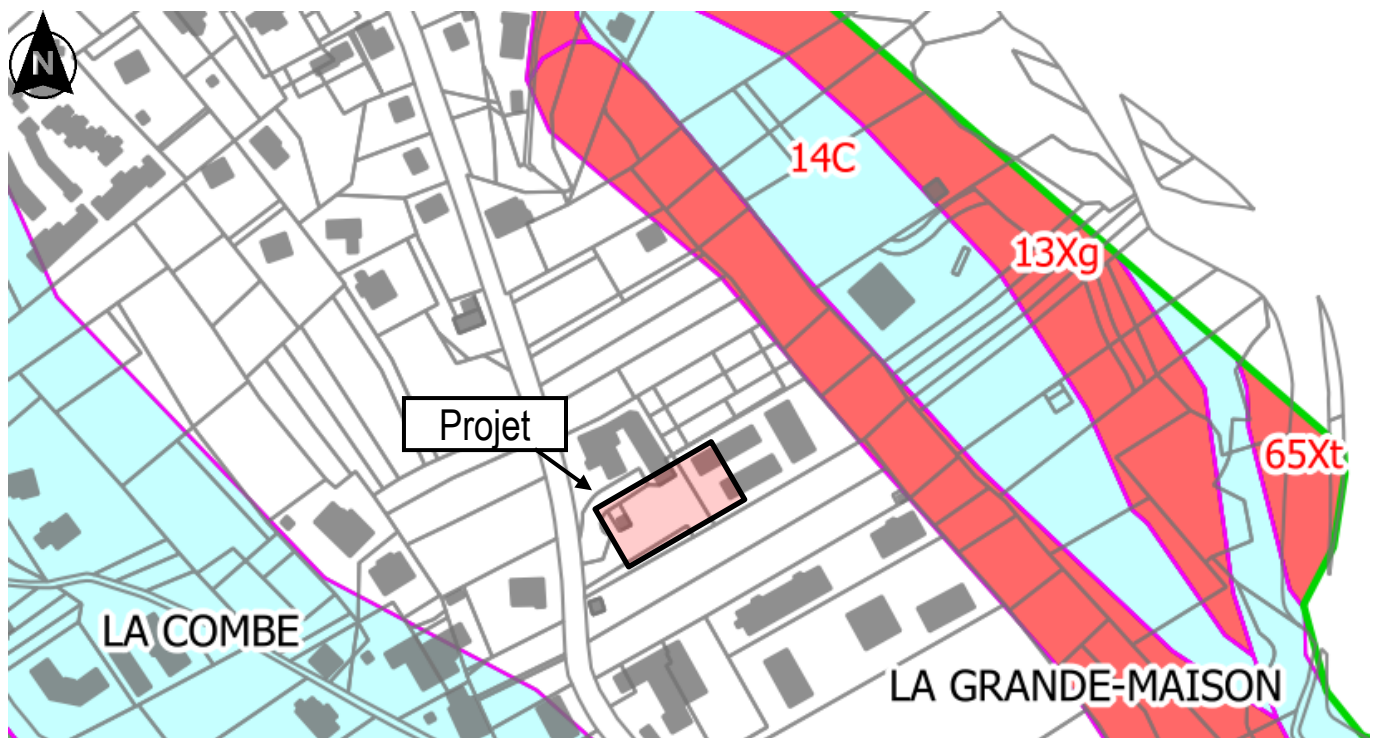 N
14C
13Xg
Projet
65Xt
LA COMBE
LA GRANDE-MAISON